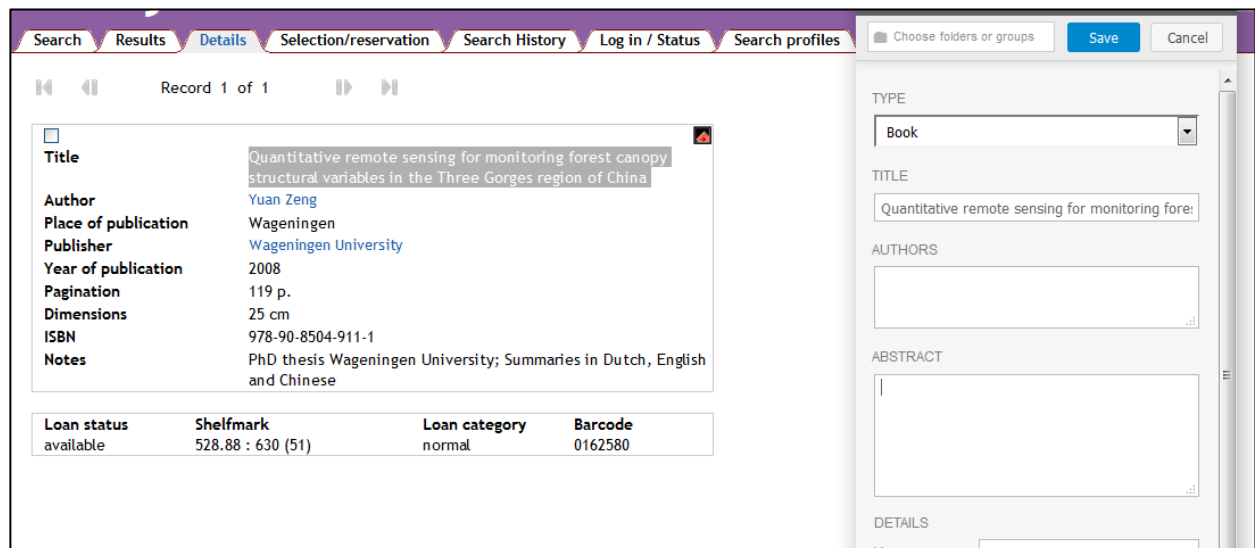 Search Results Details Selection/reservation Search History Log in / Status Search profiles
Record 1 of 1
Title Quantitative remote sensing for monitoring forest canopy
structural variables in the Three Gorges region of China
Author Yuan Zeng
Place of publication Wageningen
Publisher Wageningen University
Year of publication 2008
Pagination 119 p.
Dimensions 25 cm
ISBN 978-90-8504-911-1
Notes PhD thesis Wageningen University; Summaries in Dutch, English
and Chinese
Loan status Shelfmark Loan category Barcode
available 528.88 : 630 (51) normal 0162580
Choose folders or groups Save Cancel
TYPE
Book
TITLE
Quantitative remote sensing for monitoring fore
AUTHORS
ABSTRACT
DETAILS